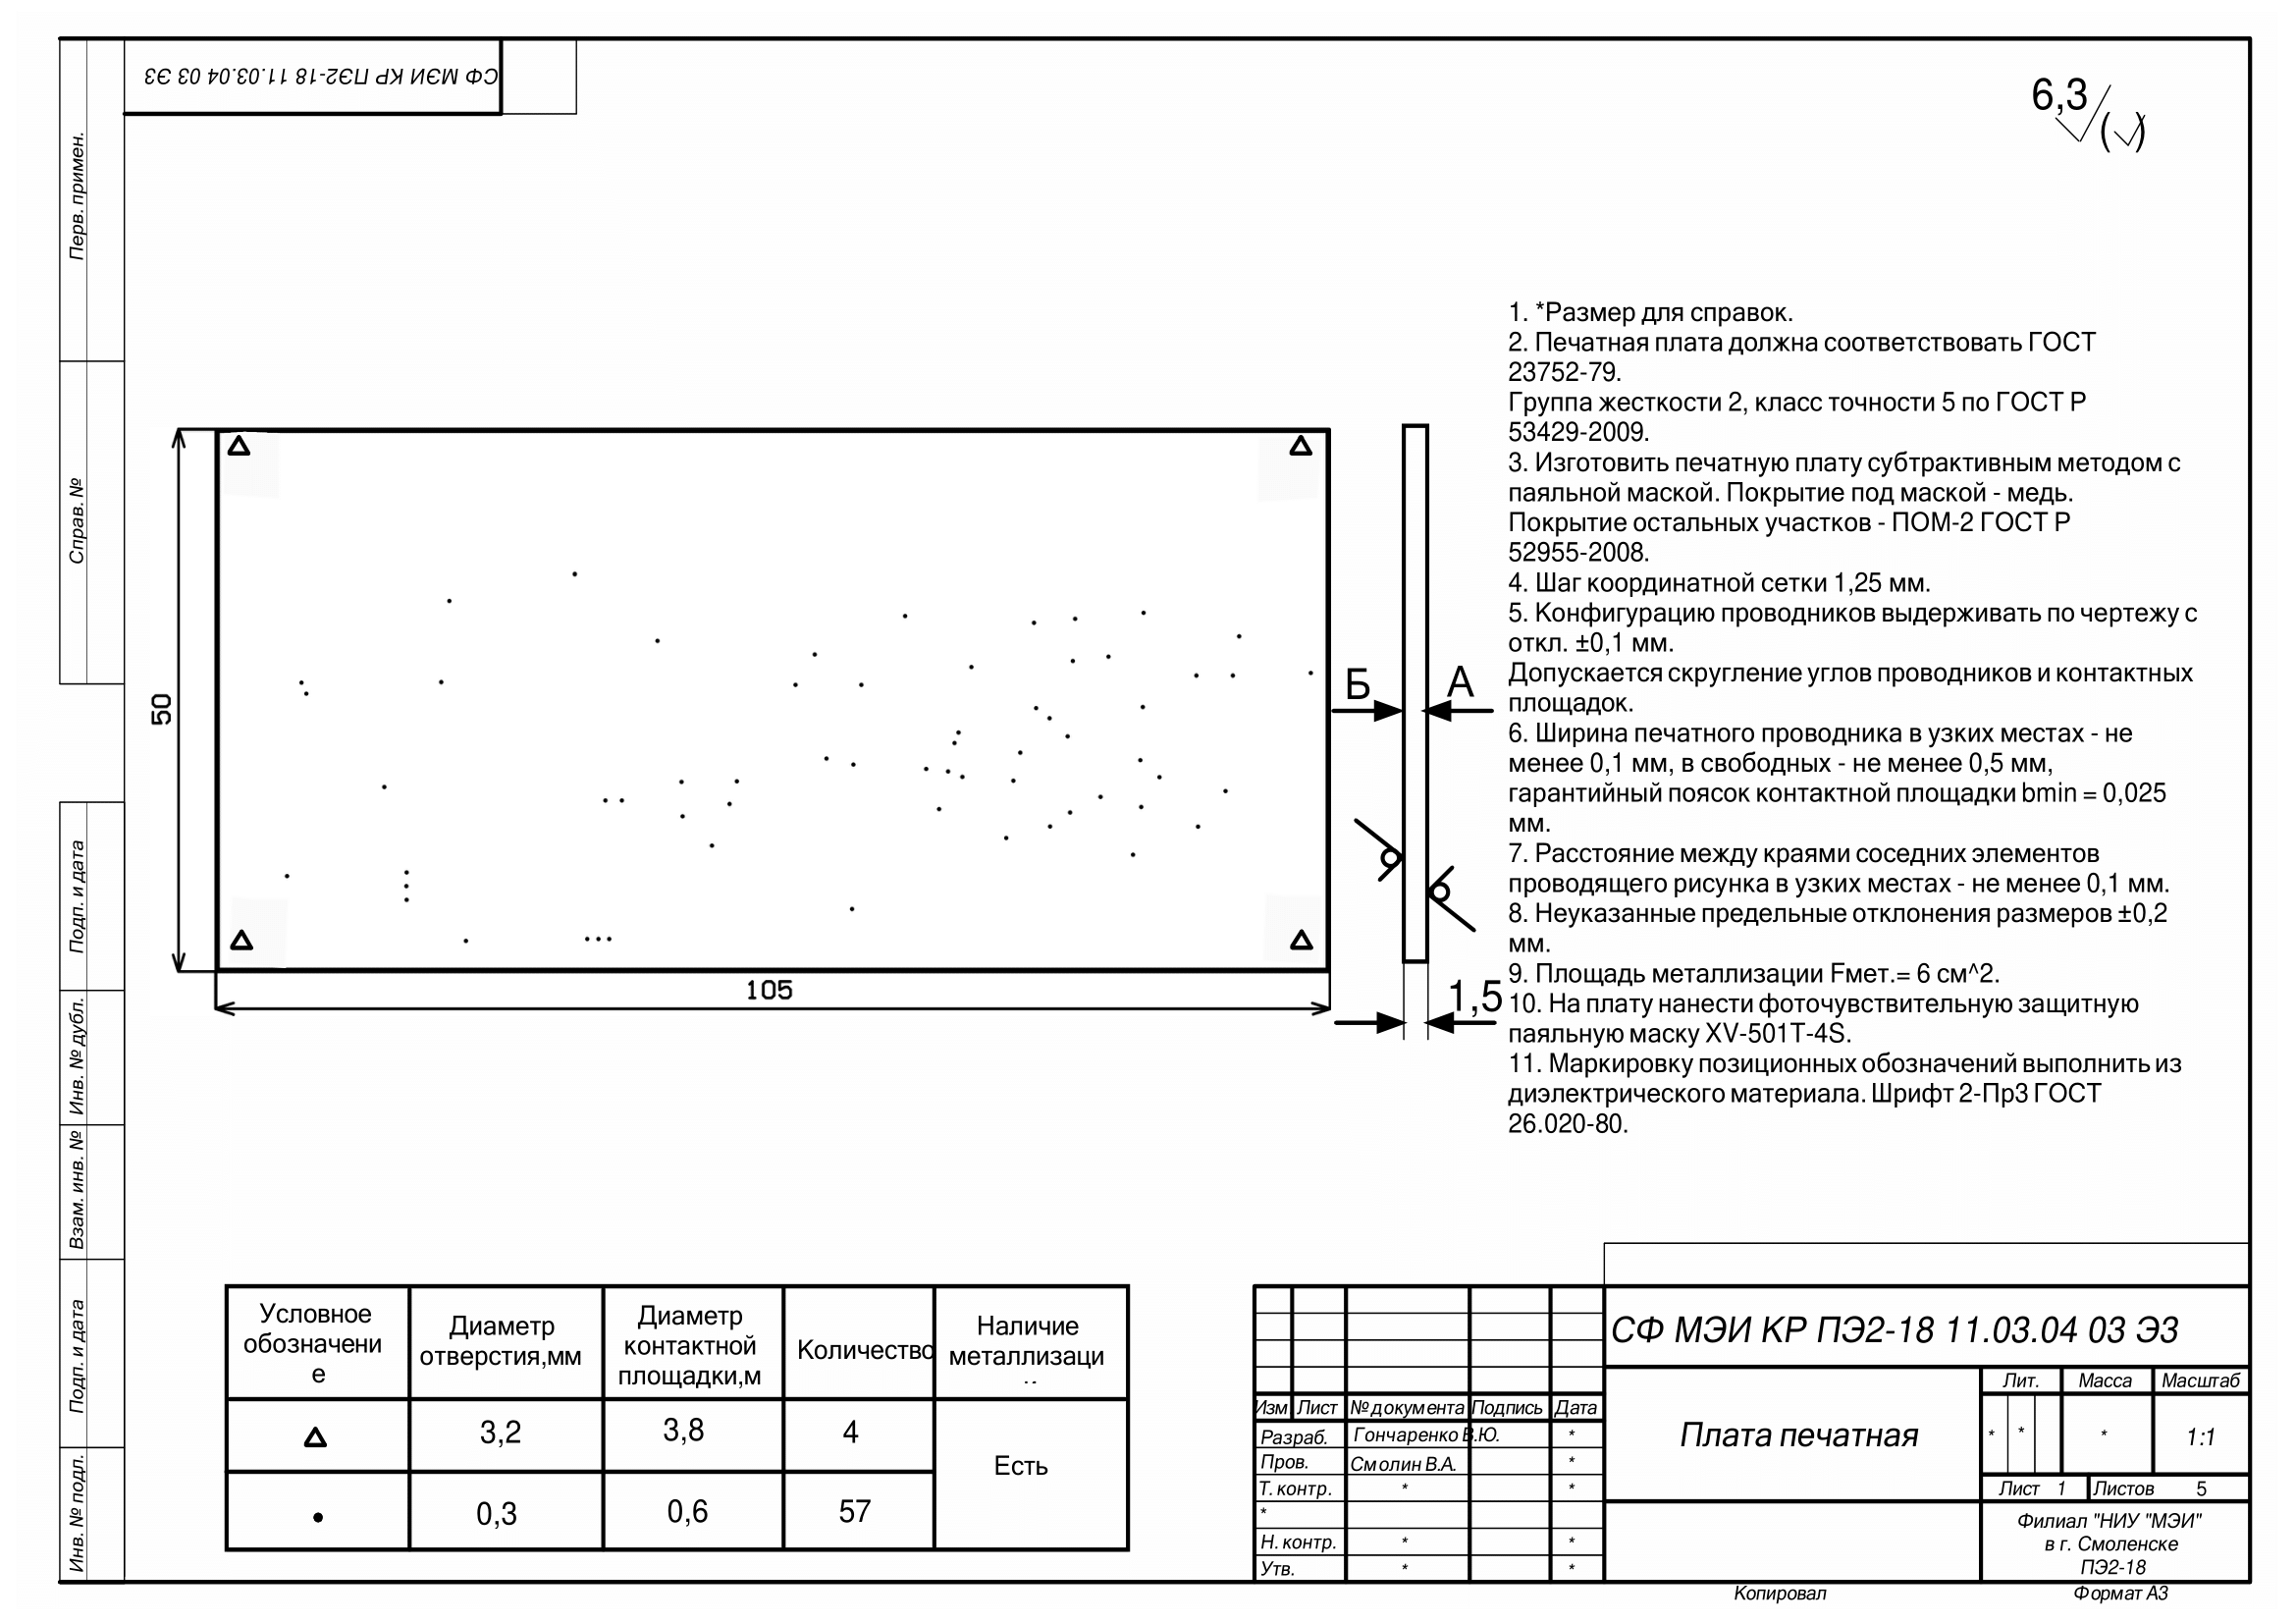 СФ МЭИ КР ПЭ2-18 11.03.04 03 Э3
6,3
(√)
Перв. примен.
Справ. №
Подп. и дата
Инв. № дубл.
Взам. инв. №
Подп. и дата
Инв. № подл.
50
105
Б
А
1,5
1. *Размер для справок.
2. Печатная плата должна соответствовать ГОСТ
23752-79.
Группа жесткости 2, класс точности 5 по ГОСТ Р
53429-2009.
3. Изготовить печатную плату субтрактивным методом с
паяльной маской. Покрытие под маской - медь.
Покрытие остальных участков - ПОМ-2 ГОСТ Р
52955-2008.
4. Шаг координатной сетки 1,25 мм.
5. Конфигурацию проводников выдерживать по чертежу с
откл. ±0,1 мм.
Допускается скругление углов проводников и контактных
площадок.
6. Ширина печатного проводника в узких местах - не
менее 0,1 мм, в свободных - не менее 0,5 мм,
гарантийный поясок контактной площадки bmin = 0,025
мм.
7. Расстояние между краями соседних элементов
проводящего рисунка в узких местах - не менее 0,1 мм.
8. Неуказанные предельные отклонения размеров ±0,2
мм.
9. Площадь металлизации Fмет.= 6 см^2.
10. На плату нанести фоточувствительную защитную
паяльную маску XV-501T-4S.
11. Маркировку позиционных обозначений выполнить из
диэлектрического материала. Шрифт 2-Пр3 ГОСТ
26.020-80.
Условное
обозначени
е
Диаметр
отверстия,мм
Диаметр
контактной
площадки,м
Количество
Наличие
металлизаци
3,2
3,8
4
Есть
0,3
0,6
57
СФ МЭИ КР ПЭ2-18 11.03.04 03 Э3
Изм Лист № документа Подпись Дата
Разраб. Гончаренко В.Ю. *
Пров. Смолин В.А. *
Т. контр. * *
*
Н. контр. * *
Утв. * *
Плата печатная
Лит. Масса Масштаб
* * * 1:1
Лист 1 Листов 5
Филиал "НИУ "МЭИ"
в г. Смоленске
ПЭ2-18
Копировал Формат А3